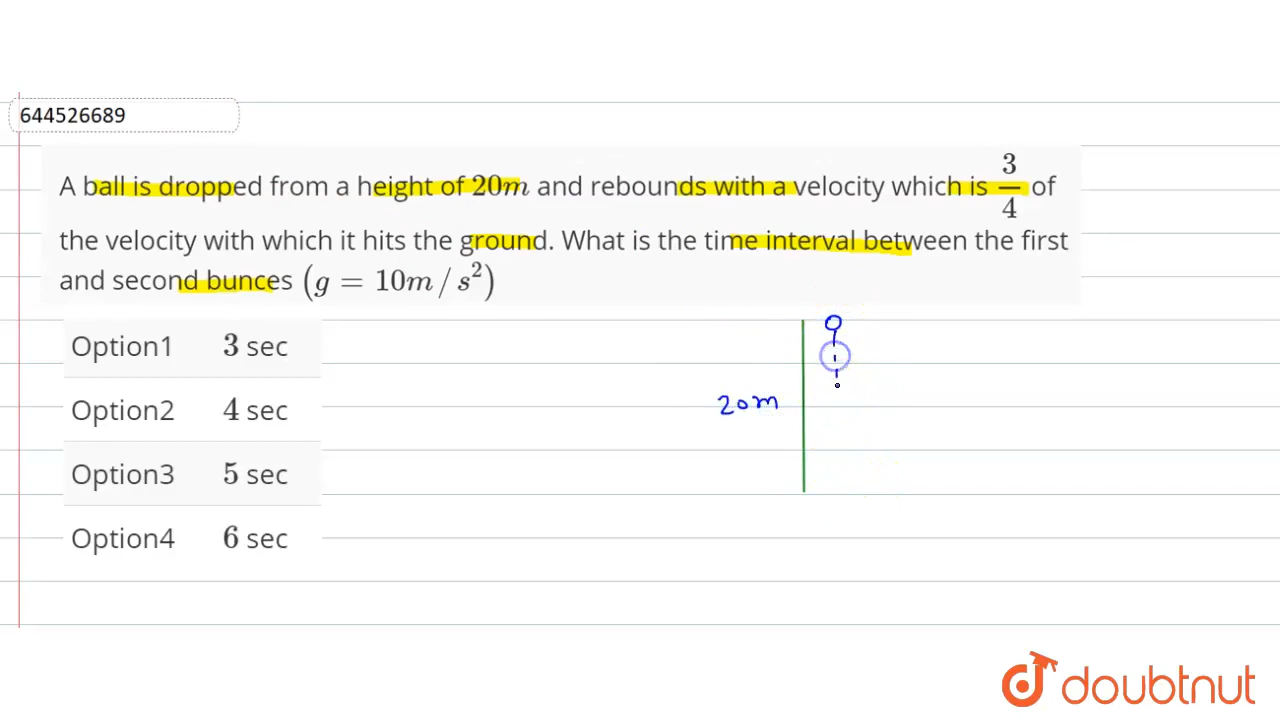 644526689
A ball is dropped from a height of 20m and rebounds with a velocity which is 3/4 of
the velocity with which it hits the ground. What is the time interval between the first
and second bunces (g = 10m/s²)
Option1 3 sec
Option2 4 sec
Option3 5 sec
Option4 6 sec
20m
doubtnut